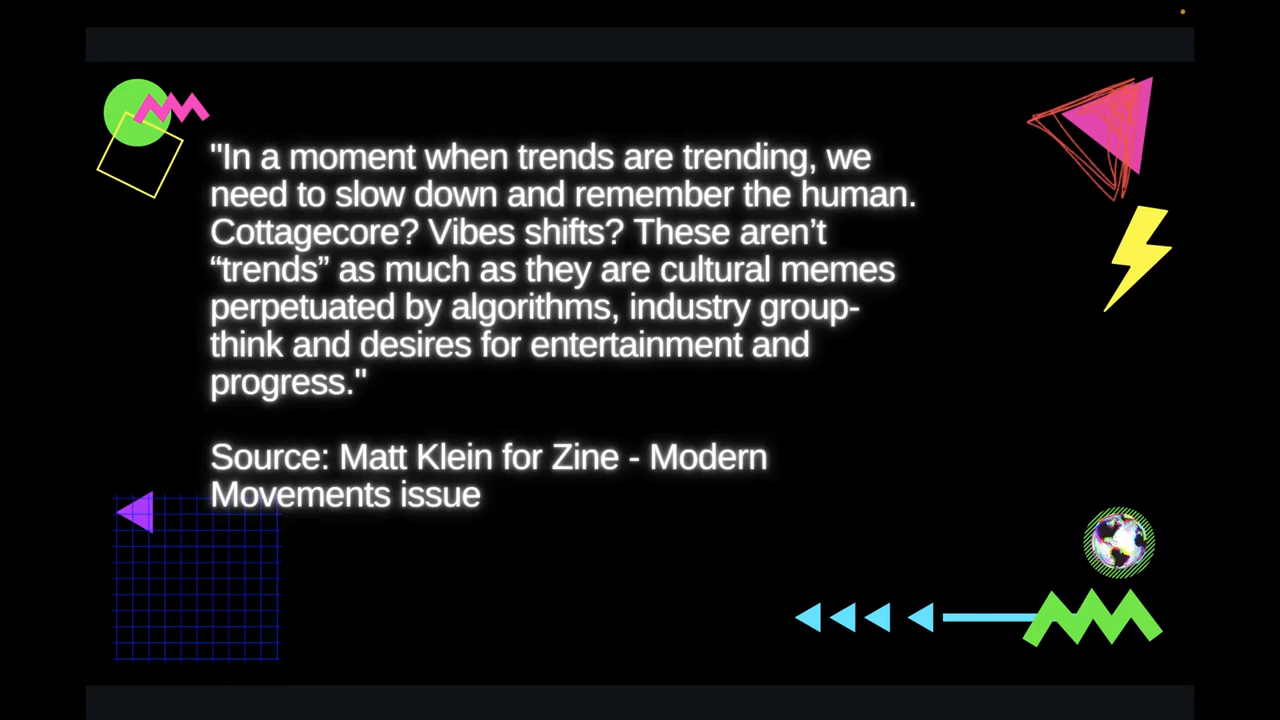 "In a moment when trends are trending, we
need to slow down and remember the human.
Cottagecore? Vibes shifts? These aren’t
“trends” as much as they are cultural memes
perpetuated by algorithms, industry group-
think and desires for entertainment and
progress."
Source: Matt Klein for Zine - Modern
Movements issue